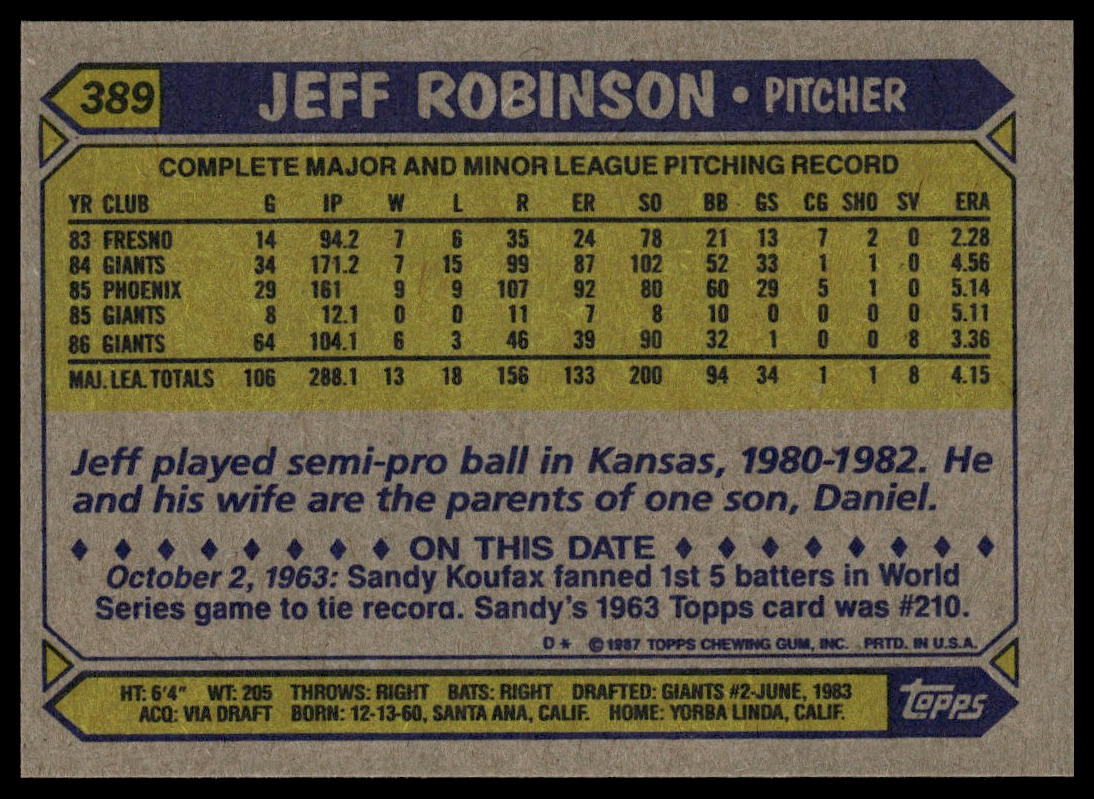 389 JEFF ROBINSON • PITCHER
COMPLETE MAJOR AND MINOR LEAGUE PITCHING RECORD
YR CLUB G IP W L R ER SO BB GS CG SHO SV ERA
83 FRESNO 14 94.2 7 6 35 24 78 21 13 7 2 0 2.28
84 GIANTS 34 171.2 7 15 99 87 102 52 33 1 1 0 4.56
85 PHOENIX 29 161 9 9 107 92 80 60 29 5 1 0 5.14
85 GIANTS 8 12.1 0 0 11 7 8 10 0 0 0 0 5.11
86 GIANTS 64 104.1 6 3 46 39 90 32 1 0 0 8 3.36
MAJ. LEA. TOTALS 106 288.1 13 18 156 133 200 94 34 1 1 8 4.15
Jeff played semi-pro ball in Kansas, 1980-1982. He
and his wife are the parents of one son, Daniel.
♦ ♦ ♦ ♦ ♦ ♦ ♦ ♦ ON THIS DATE ♦ ♦ ♦ ♦ ♦ ♦ ♦ ♦
October 2, 1963: Sandy Koufax fanned 1st 5 batters in World
Series game to tie record. Sandy's 1963 Topps card was #210.
D * © 1987 TOPPS CHEWING GUM, INC. PRTD. IN U.S.A.
HT: 6'4" WT: 205 THROWS: RIGHT BATS: RIGHT DRAFTED: GIANTS #2-JUNE, 1983
ACQ: VIA DRAFT BORN: 12-13-60, SANTA ANA, CALIF. HOME: YORBA LINDA, CALIF.
topps